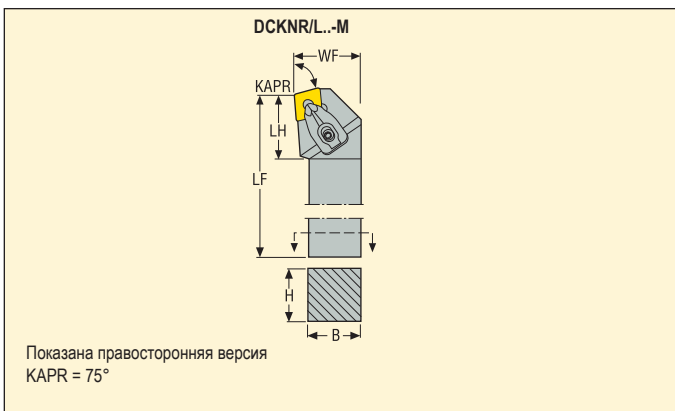 DCKNR/L..-M
WF
KAPR
LH
LF
H
B
Показана правосторонняя версия
KAPR = 75°